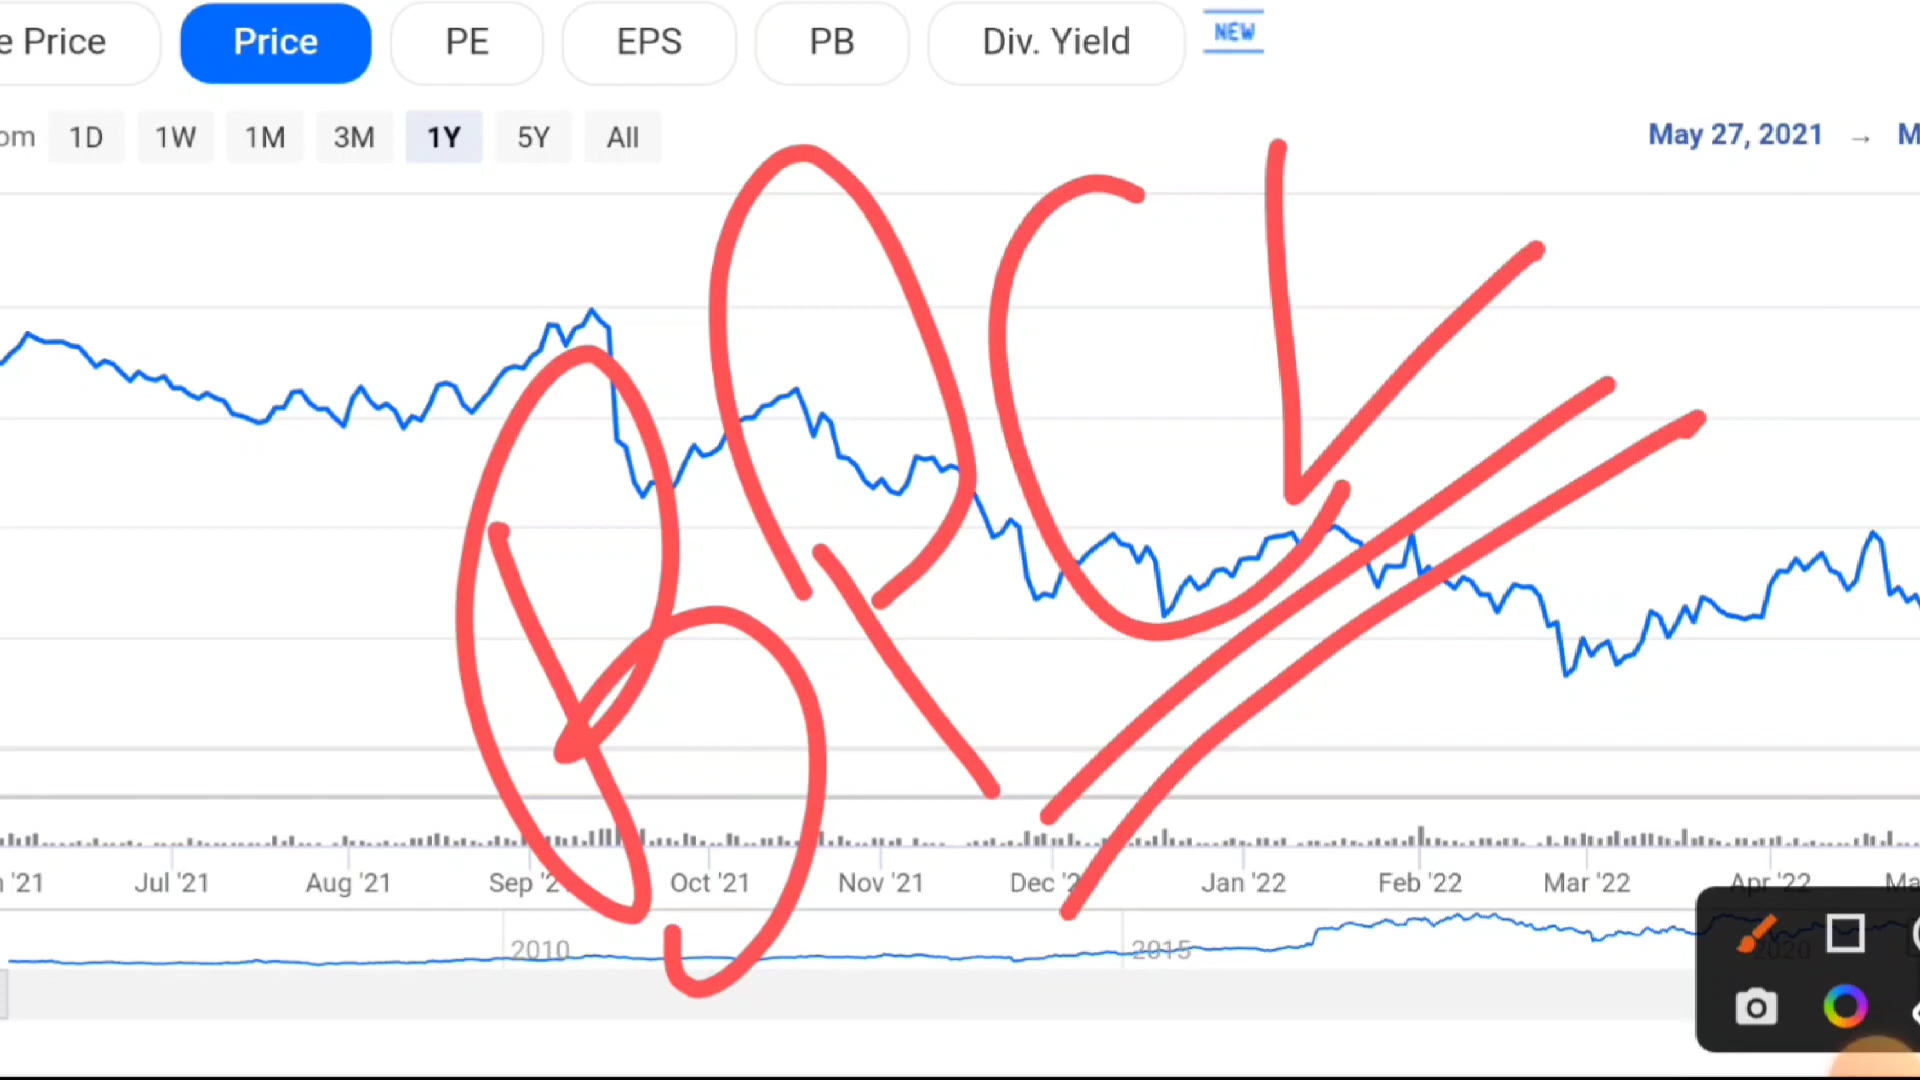 e Price Price PE EPS PB Div. Yield NEW
om 1D 1W 1M 3M 1Y 5Y All May 27, 2021 → M
BACK
'21 Jul '21 Aug '21 Sep '2 Oct '21 Nov '21 Dec '2 Jan '22 Feb '22 Mar '22 Apr '22 Ma
2010 2015 2020